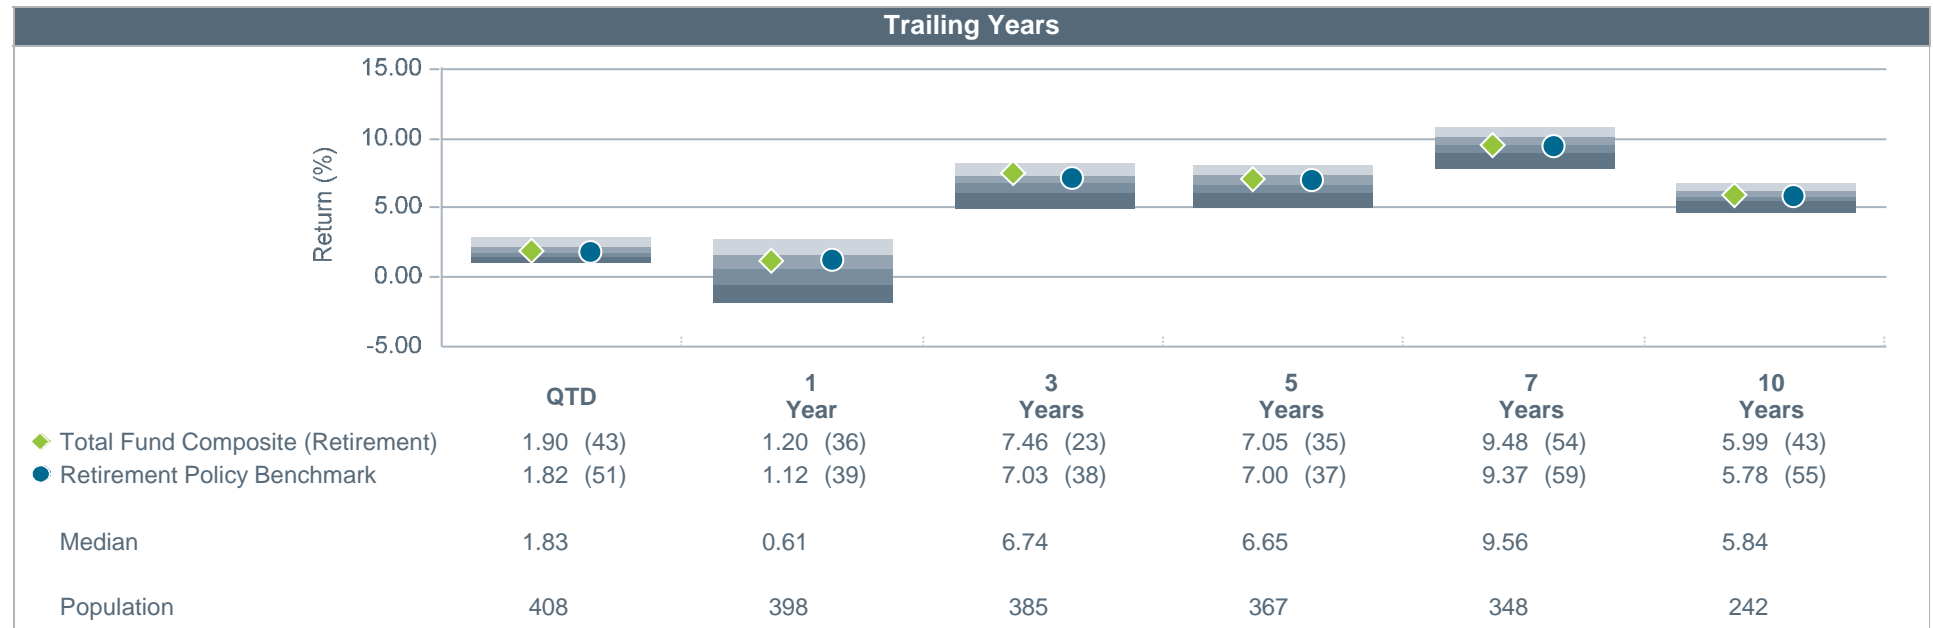 Trailing Years
15.00
10.00
5.00
0.00
-5.00
Return (%)
QTD 1 Year 3 Years 5 Years 7 Years 10 Years
Total Fund Composite (Retirement) 1.90 (43) 1.20 (36) 7.46 (23) 7.05 (35) 9.48 (54) 5.99 (43)
Retirement Policy Benchmark 1.82 (51) 1.12 (39) 7.03 (38) 7.00 (37) 9.37 (59) 5.78 (55)
Median 1.83 0.61 6.74 6.65 9.56 5.84
Population 408 398 385 367 348 242